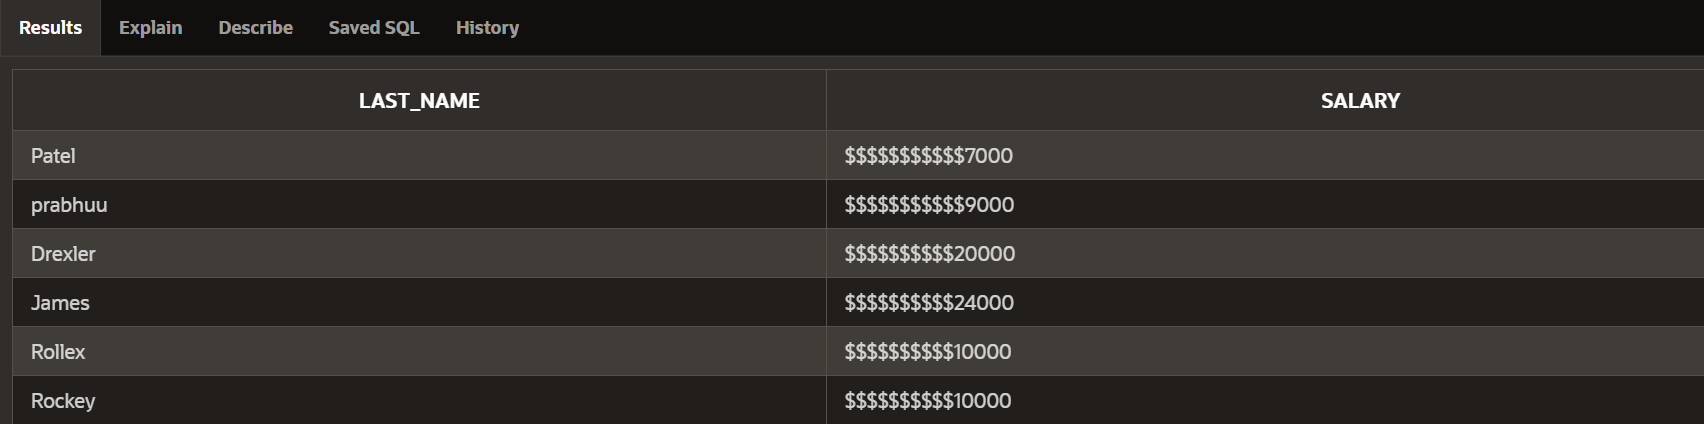 Results Explain Describe Saved SQL History
LAST_NAME SALARY
Patel $$$$$$$$$$$7000
prabhuu $$$$$$$$$$$9000
Drexler $$$$$$$$$$20000
James $$$$$$$$$$24000
Rollex $$$$$$$$$$10000
Rockey $$$$$$$$$$10000